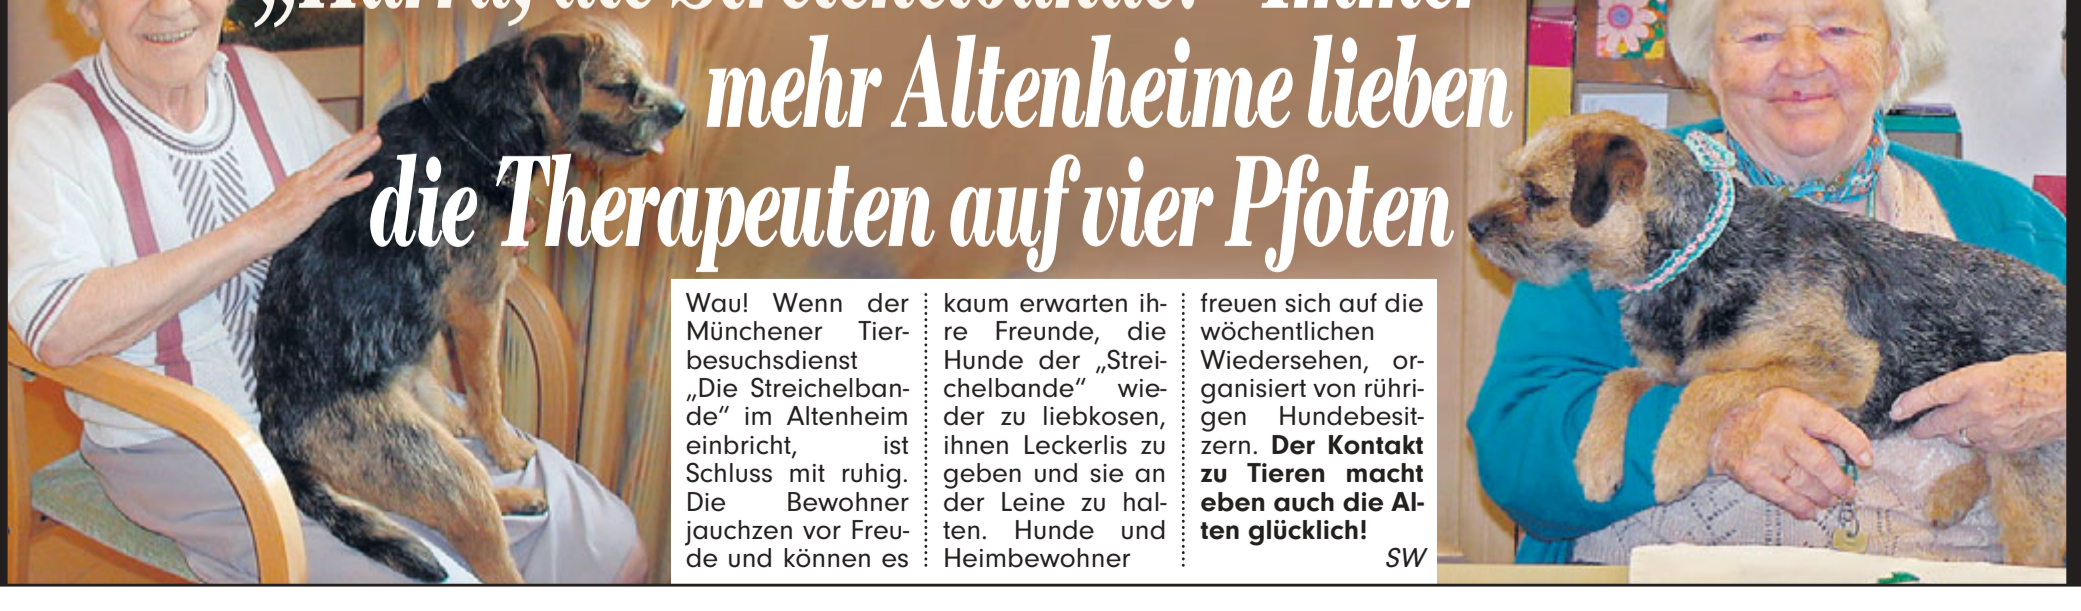 „Hurra, die Streichelbande!“ Immer
mehr Altenheime lieben
die Therapeuten auf vier Pfoten
Wau! Wenn der
Münchener Tier-
besuchsdienst
„Die Streichelban-
de“ im Altenheim
einbricht, ist
Schluss mit ruhig.
Die Bewohner
jauchzen vor Freu-
de und können es
kaum erwarten ih-
re Freunde, die
Hunde der „Strei-
chelbande“ wie-
der zu liebkosen,
ihnen Leckerlis zu
geben und sie an
der Leine zu hal-
ten. Hunde und
Heimbewohner
freuen sich auf die
wöchentlichen
Wiedersehen, or-
ganisiert von rühri-
gen Hundebesit-
zern. Der Kontakt
zu Tieren macht
eben auch die Al-
ten glücklich!
SW